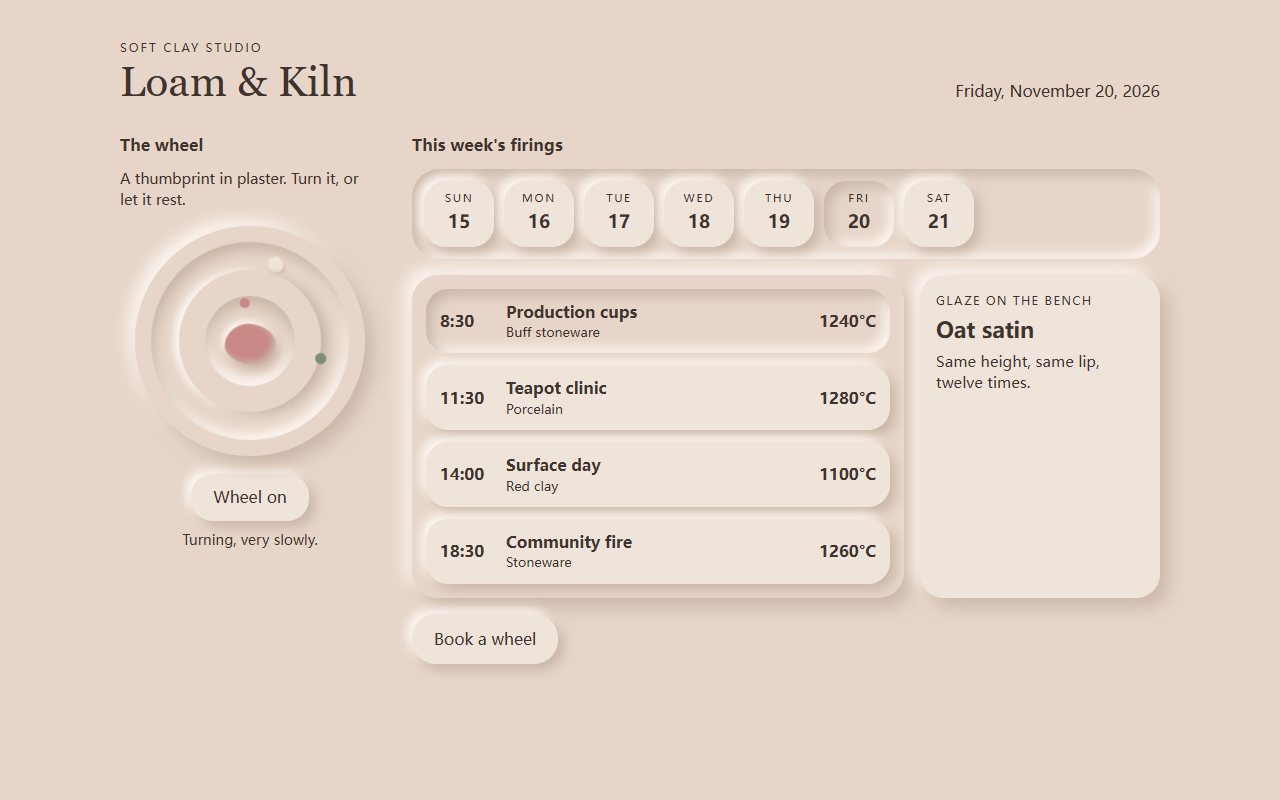 SOFT CLAY STUDIO
Loam & Kiln
Friday, November 20, 2026
The wheel
A thumbprint in plaster. Turn it, or
let it rest.
Wheel on
Turning, very slowly.
This week's firings
SUN MON TUE WED THU FRI SAT
15 16 17 18 19 20 21
8:30 Production cups 1240°C
Buff stoneware
11:30 Teapot clinic 1280°C
Porcelain
14:00 Surface day 1100°C
Red clay
18:30 Community fire 1260°C
Stoneware
GLAZE ON THE BENCH
Oat satin
Same height, same lip,
twelve times.
Book a wheel